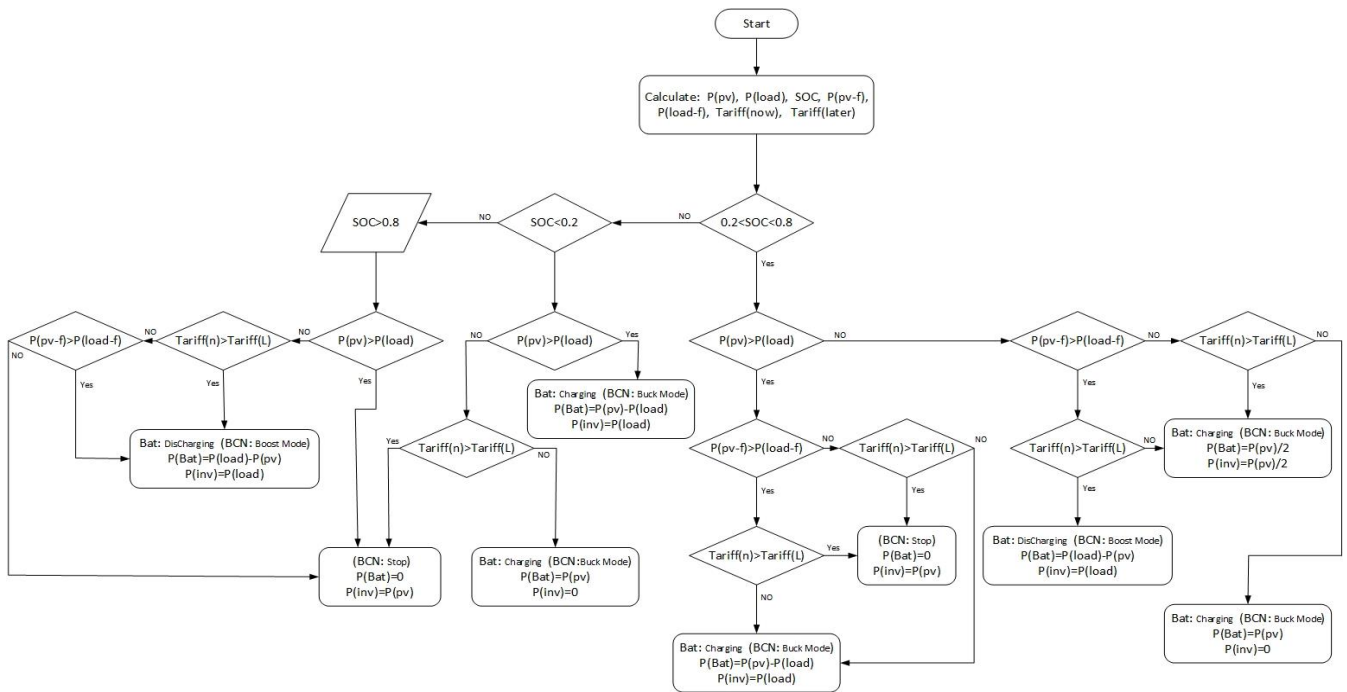 Start
Calculate: P(pv), P(load), SOC, P(pv-f),
P(load-f), Tariff(now), Tariff(later)
SOC>0.8
NO
SOC<0.2
NO
0.2<SOC<0.8
Yes
P(pv-f)>P(load-f)
NO
Tariff(n)>Tariff(L)
NO
P(pv)>P(load)
NO
P(pv)>P(load)
Yes
P(pv)>P(load)
NO
P(pv-f)>P(load-f)
NO
Tariff(n)>Tariff(L)
NO
NO
Yes
Yes
Yes
Yes
Yes
Yes
Bat: Charging (BCN: Buck Mode)
P(Bat)=P(pv)-P(load)
P(inv)=P(load)
Bat: DisCharging (BCN: Boost Mode)
P(Bat)=P(load)-P(pv)
P(inv)=P(load)
Yes
Tariff(n)>Tariff(L)
NO
P(pv-f)>P(load-f)
NO
Tariff(n)>Tariff(L)
NO
Tariff(n)>Tariff(L)
NO
Bat: Charging (BCN: Buck Mode)
P(Bat)=P(pv)/2
P(inv)=P(pv)/2
Yes
Yes
Yes
(BCN: Stop)
P(Bat)=0
P(inv)=P(pv)
Bat: Charging (BCN:Buck Mode)
P(Bat)=P(pv)
P(inv)=0
Tariff(n)>Tariff(L)
Yes
(BCN: Stop)
P(Bat)=0
P(inv)=P(pv)
Bat: DisCharging (BCN: Boost Mode)
P(Bat)=P(load)-P(pv)
P(inv)=P(load)
NO
Bat: Charging (BCN: Buck Mode)
P(Bat)=P(pv)-P(load)
P(inv)=P(load)
Bat: Charging (BCN: Buck Mode)
P(Bat)=P(pv)
P(inv)=0